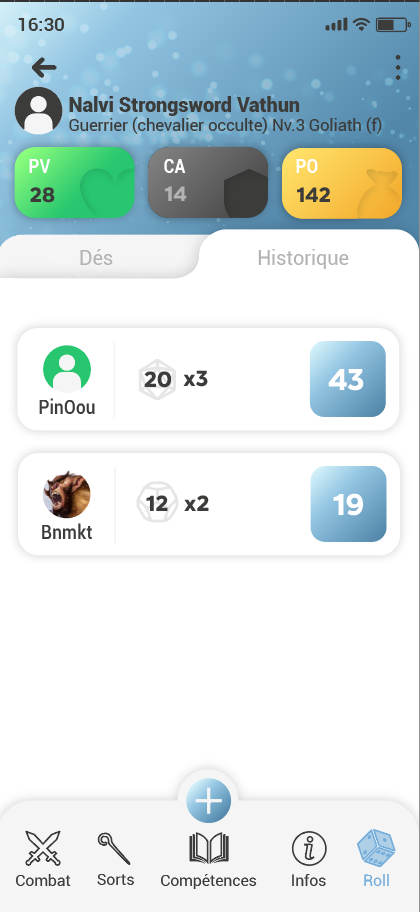 16:30
Nalvi Strongsword Vathun
Guerrier (chevalier occulte) Nv.3 Goliath (f)
PV
28
CA
14
PO
142
Dés
Historique
PinOou
20 x3
43
Bnmkt
12 x2
19
Combat
Sorts
Compétences
Infos
Roll